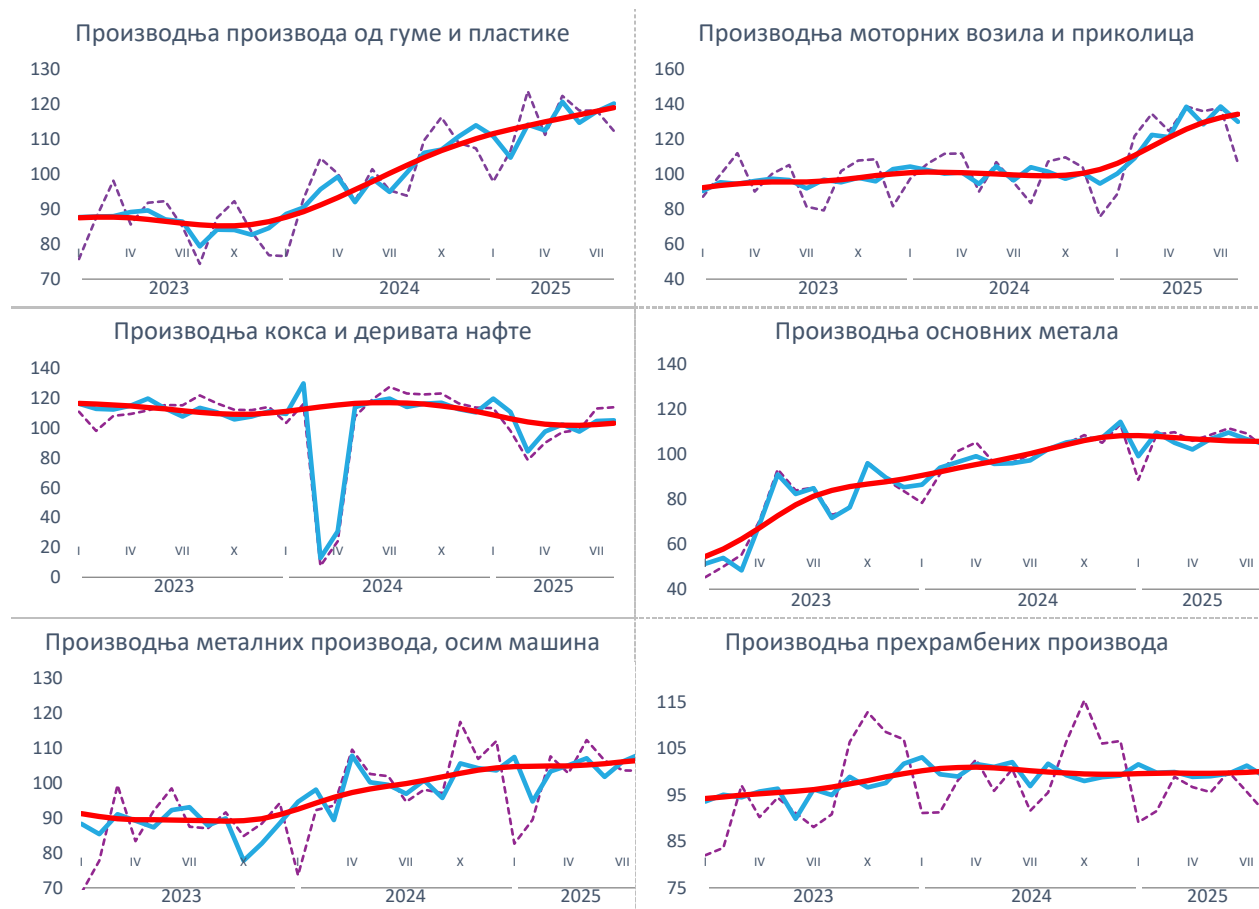 Производња производа од гуме и пластике
130
120
110
100
90
80
70
I IV VII X I IV VII X I IV VII
2023 2024 2025
Производња моторних возила и приколица
160
140
120
100
80
60
40
I IV VII X I IV VII X I IV VII
2023 2024 2025
Производња кокса и деривата нафте
140
120
100
80
60
40
20
0
I IV VII X I IV VII X I IV VII
2023 2024 2025
Производња основних метала
140
120
100
80
60
40
I IV VII X I IV VII X I IV VII
2023 2024 2025
Производња металних производа, осим машина
130
120
110
100
90
80
70
I IV VII X I IV VII X I IV VII
2023 2024 2025
Производња прехрамбених производа
115
105
95
85
75
I IV VII X I IV VII X I IV VII
2023 2024 2025